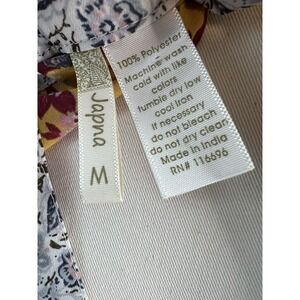 Japna
M
100% Polyester
Machine wash
cold with like
colors
tumble dry low
cool iron
if necessary
do not bleach
do not dry clean
Made in India
RN# 116696